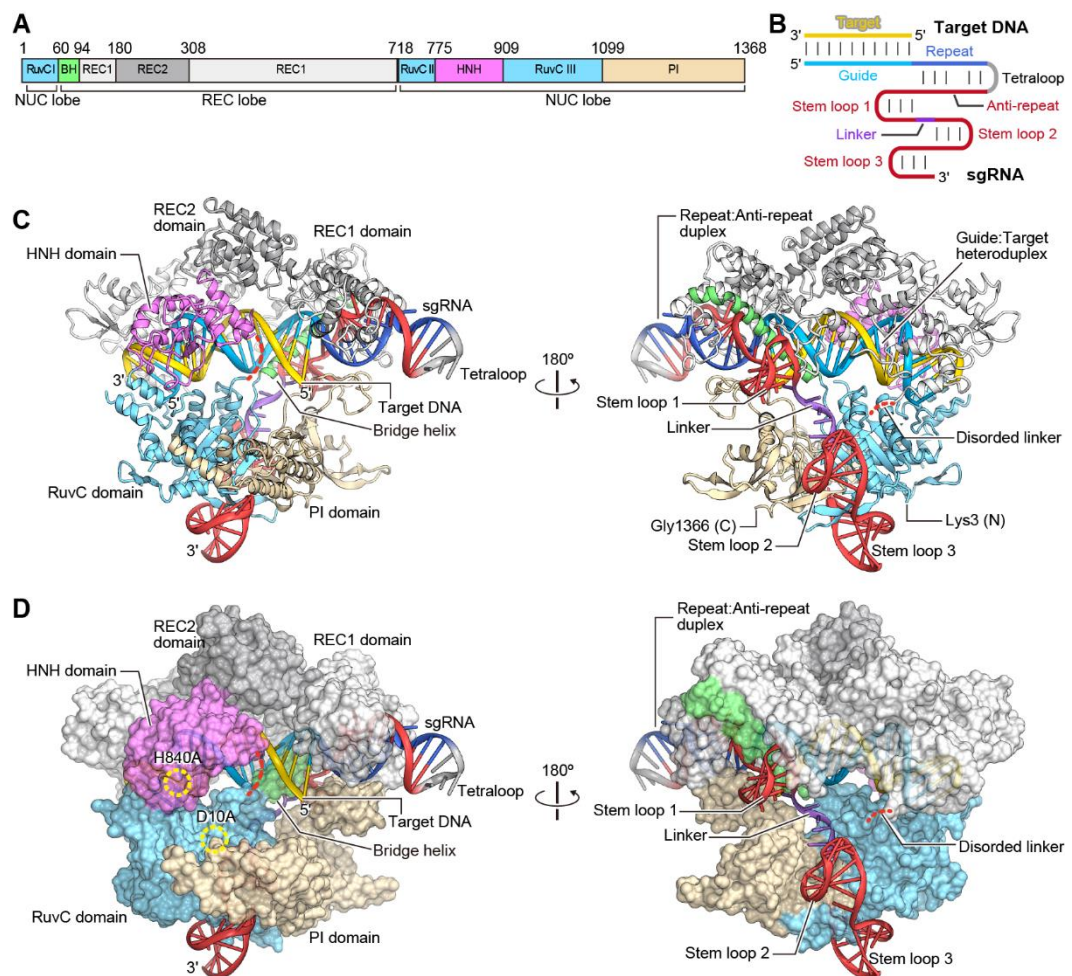 A
1 60 94 180 308 718 775 909 1099 1368
RuvC I BH REC1 REC2 REC1 RuvC II HNH RuvC III PI
NUC lobe REC lobe NUC lobe
B
Target
3' 5' Target DNA
Repeat
5'
Guide
Tetraloop
Stem loop 1
Anti-repeat
Linker
Stem loop 2
Stem loop 3
3' sgRNA
C
REC2
domain
REC1 domain
HNH domain
sgRNA
3'
5'
5'
Tetraloop
Target DNA
Bridge helix
RuvC domain
PI domain
3'
180º
Repeat:Anti-repeat
duplex
Guide:Target
heteroduplex
Stem loop 1
Linker
Disorded linker
Gly1366 (C)
Lys3 (N)
Stem loop 2
Stem loop 3
D
REC2
domain
REC1 domain
HNH domain
sgRNA
H840A
Tetraloop
5'
D10A
Target DNA
Bridge helix
RuvC domain
PI domain
3'
180º
Repeat:Anti-repeat
duplex
Stem loop 1
Linker
Disorded linker
Stem loop 2
Stem loop 3